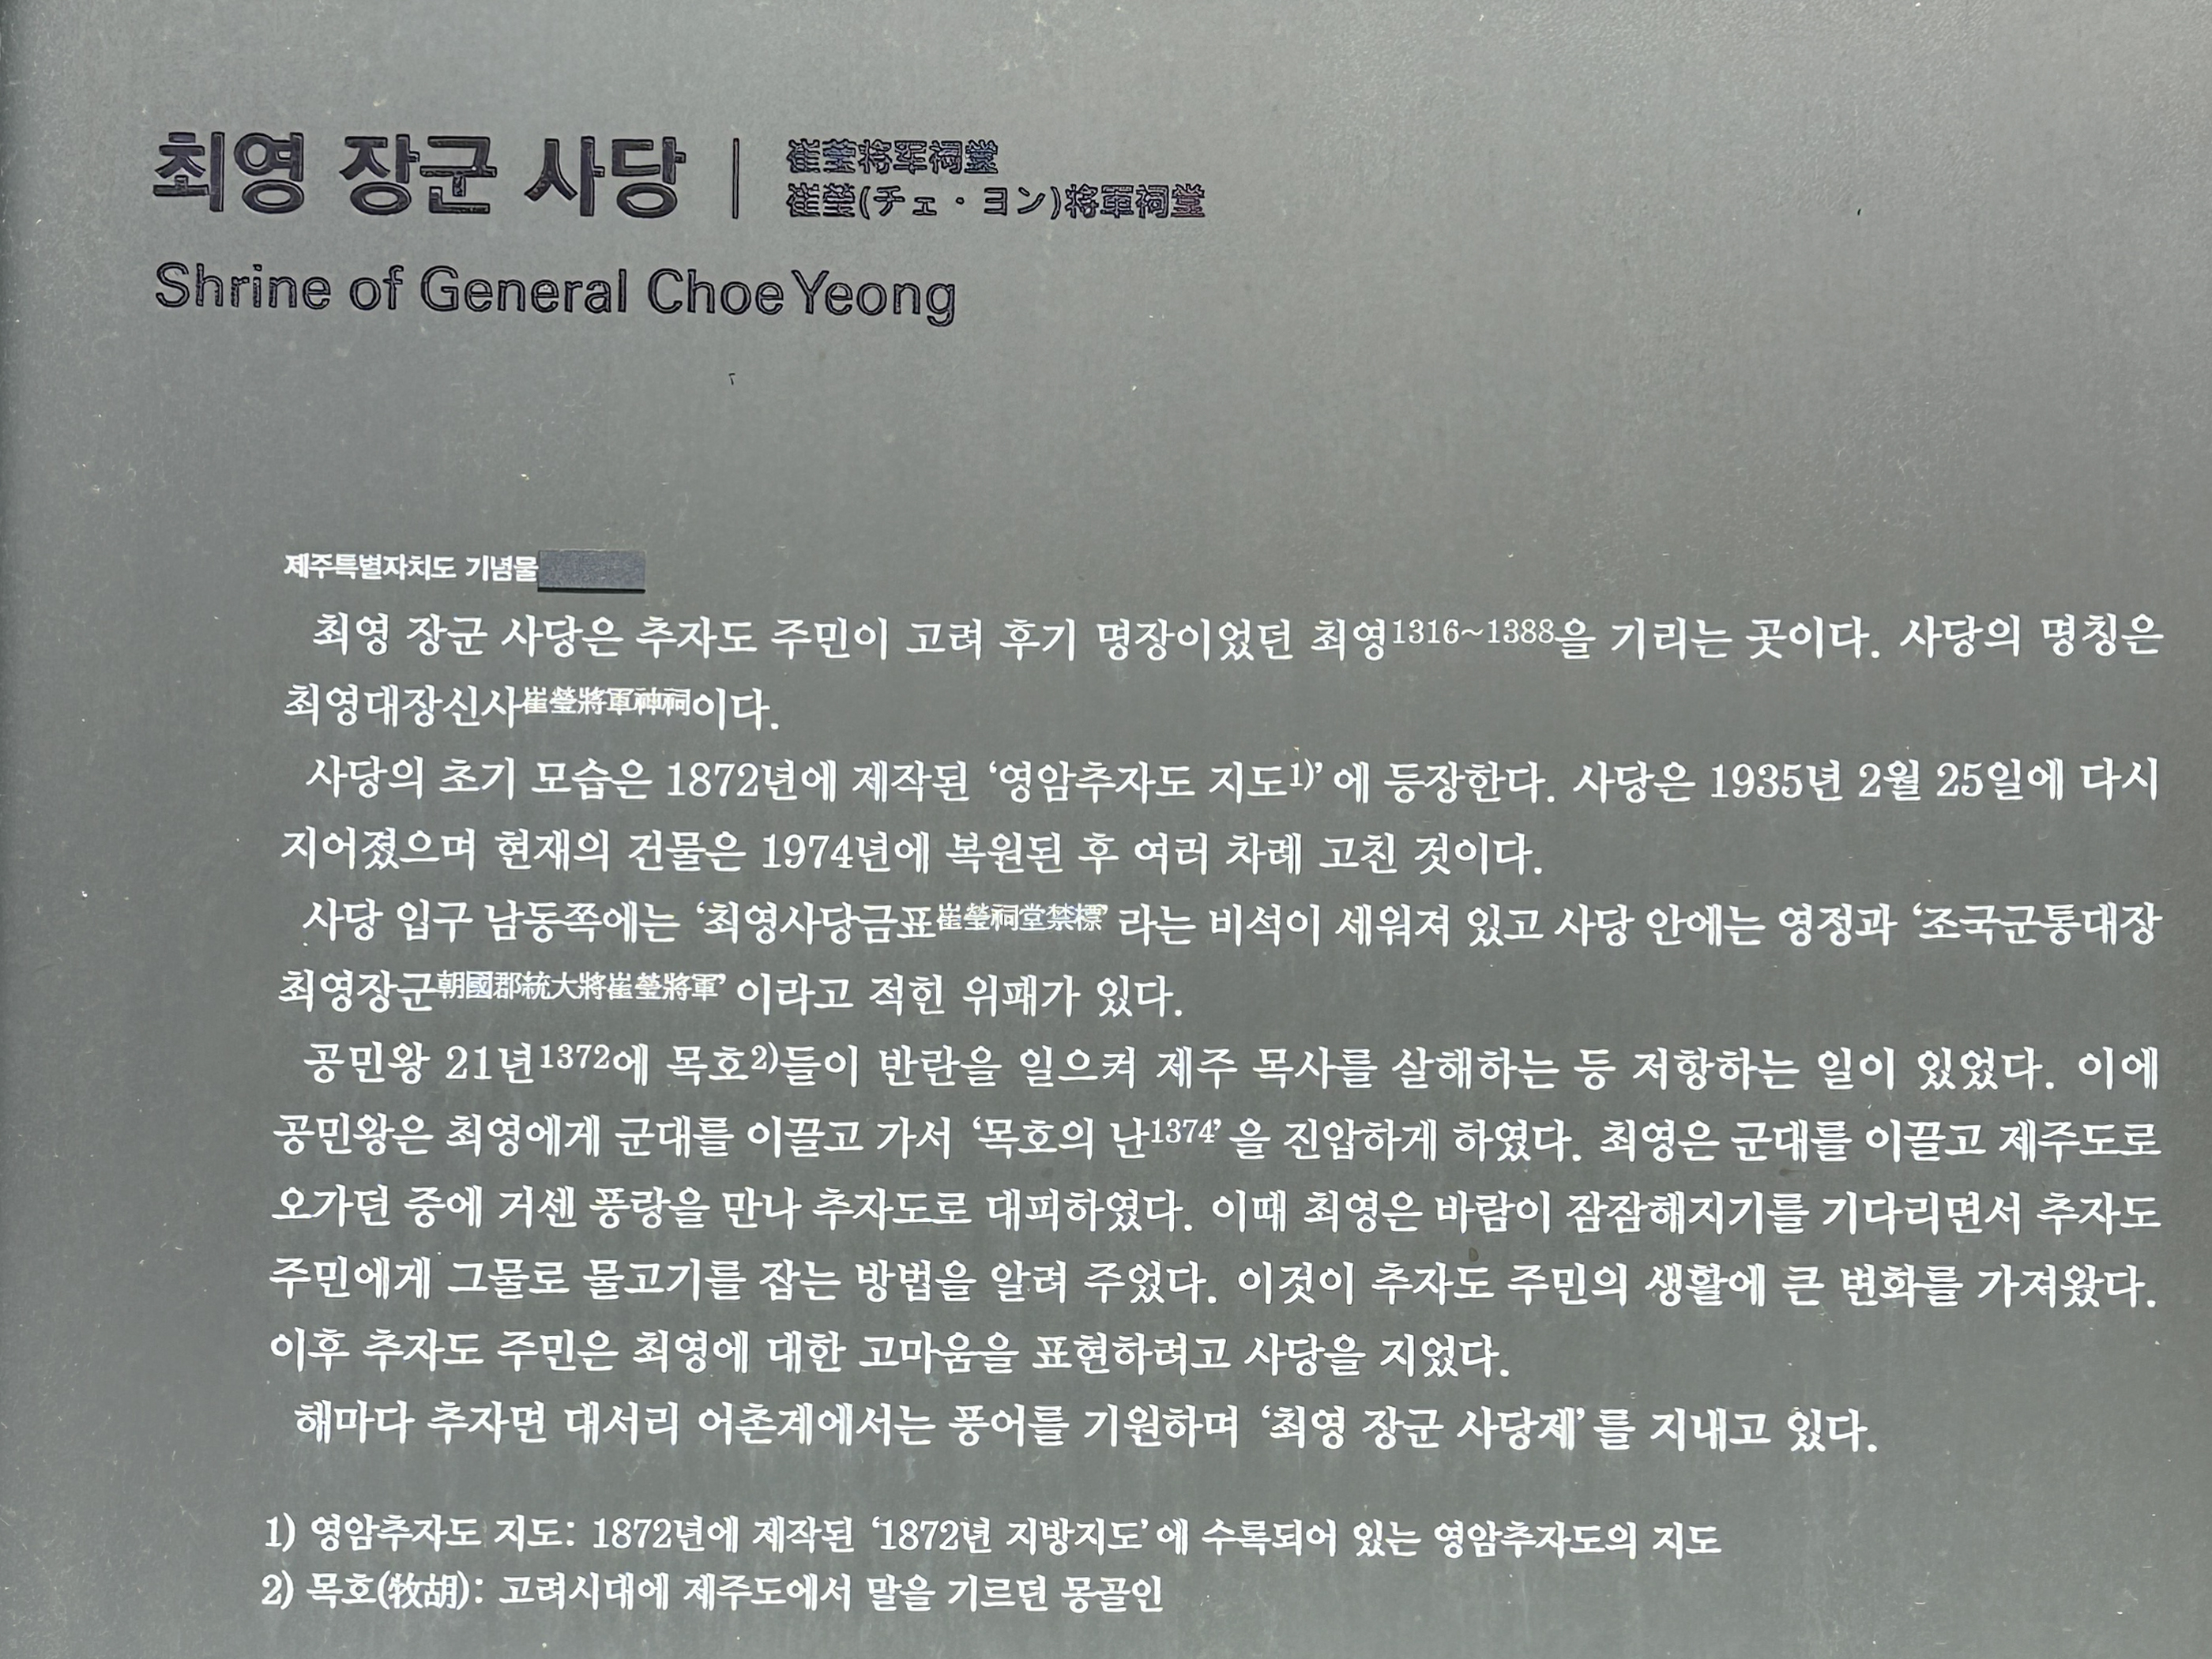 최영 장군 사당
崔莹将军祠堂
崔瑩(チェ・ヨン)将軍祠堂
Shrine of General Choe Yeong
제주특별자치도 기념물
최영 장군 사당은 추자도 주민이 고려 후기 명장이었던 최영1316~1388을 기리는 곳이다. 사당의 명칭은
최영대장신사崔瑩將軍神祠이다.
사당의 초기 모습은 1872년에 제작된 ‘영암추자도 지도1)’에 등장한다. 사당은 1935년 2월 25일에 다시
지어졌으며 현재의 건물은 1974년에 복원된 후 여러 차례 고친 것이다.
사당 입구 남동쪽에는 ‘최영사당금표崔瑩祠堂禁標’라는 비석이 세워져 있고 사당 안에는 영정과 ‘조국군통대장
최영장군朝國郡統大將崔瑩將軍’이라고 적힌 위패가 있다.
공민왕 21년1372에 목호2)들이 반란을 일으켜 제주 목사를 살해하는 등 저항하는 일이 있었다. 이에
공민왕은 최영에게 군대를 이끌고 가서 ‘목호의 난1374’을 진압하게 하였다. 최영은 군대를 이끌고 제주도로
오가던 중에 거센 풍랑을 만나 추자도로 대피하였다. 이때 최영은 바람이 잠잠해지기를 기다리면서 추자도
주민에게 그물로 물고기를 잡는 방법을 알려 주었다. 이것이 추자도 주민의 생활에 큰 변화를 가져왔다.
이후 추자도 주민은 최영에 대한 고마움을 표현하려고 사당을 지었다.
해마다 추자면 대서리 어촌계에서는 풍어를 기원하며 ‘최영 장군 사당제’를 지내고 있다.
1) 영암추자도 지도: 1872년에 제작된 ‘1872년 지방지도’에 수록되어 있는 영암추자도의 지도
2) 목호(牧胡): 고려시대에 제주도에서 말을 기르던 몽골인